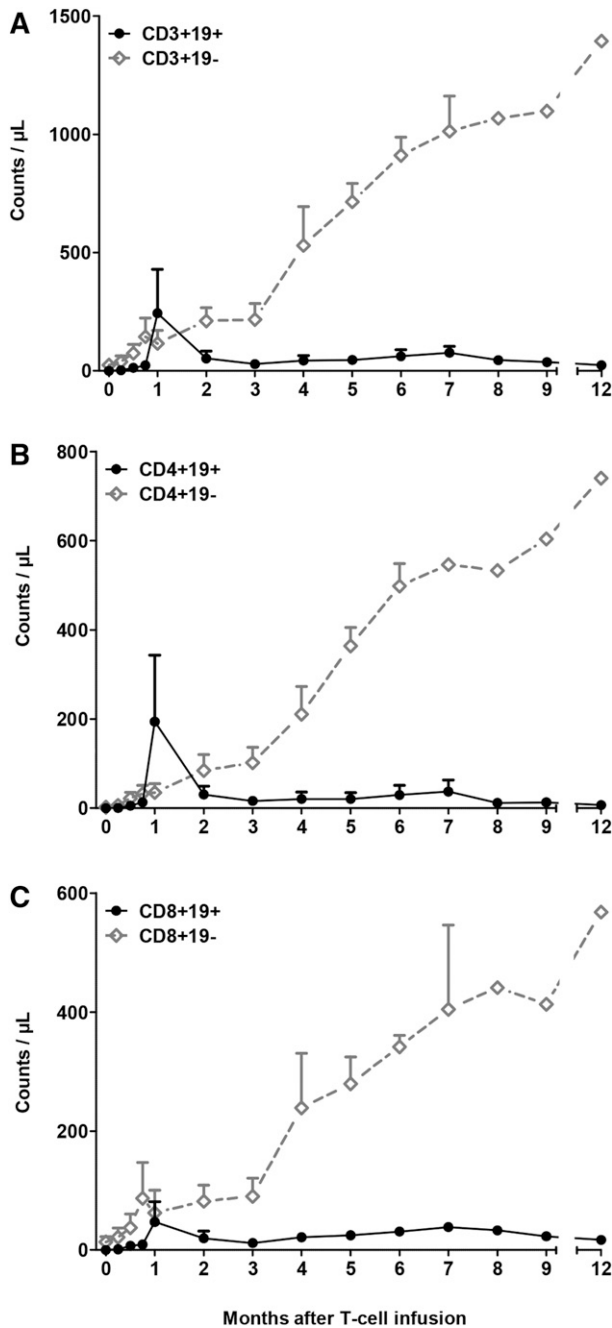 A
CD3+19+
CD3+19-
1500
1000
500
0
Counts / µL
0 1 2 3 4 5 6 7 8 9 12
B
CD4+19+
CD4+19-
800
600
400
200
0
Counts / µL
0 1 2 3 4 5 6 7 8 9 12
C
CD8+19+
CD8+19-
600
400
200
0
Counts / µL
0 1 2 3 4 5 6 7 8 9 12
Months after T-cell infusion